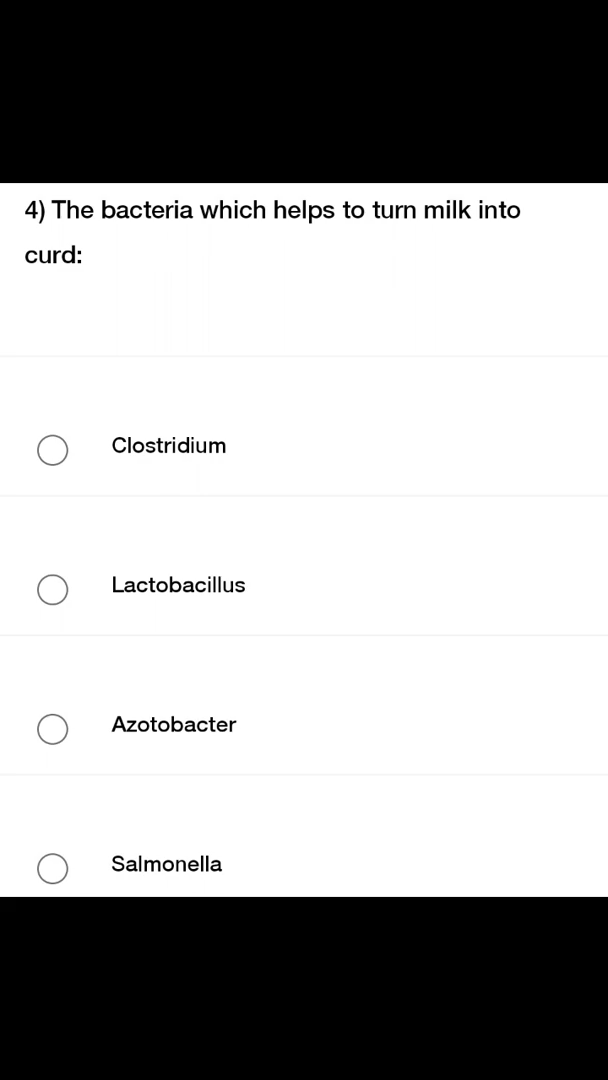 4) The bacteria which helps to turn milk into
curd:
Clostridium
Lactobacillus
Azotobacter
Salmonella